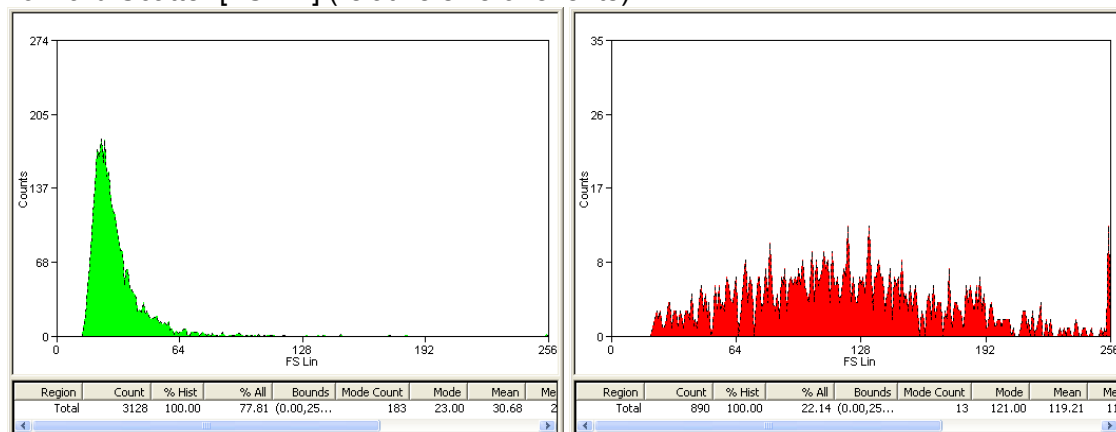 274
205
137
68
0
Counts
0 64 128 192 256
FS Lin
Region Count % Hist % All Bounds Mode Count Mode Mean
Total 3128 100.00 77.81 (0.00,25... 183 23.00 30.68
35
26
17
8
0
Counts
0 64 128 192 256
FS Lin
Region Count % Hist % All Bounds Mode Count Mode Mean
Total 890 100.00 22.14 (0.00,25... 13 121.00 119.21